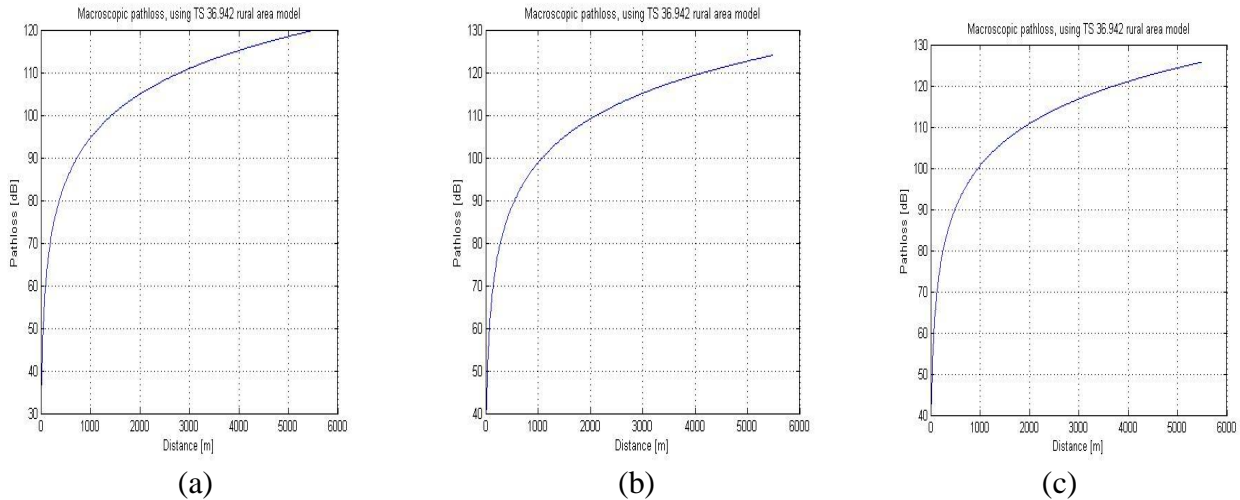 Macroscopic pathloss, using TS 36.942 rural area model
120
110
100
90
80
70
60
50
40
30
Pathloss [dB]
0 1000 2000 3000 4000 5000 6000
Distance [m]
(a)
Macroscopic pathloss, using TS 36.942 rural area model
130
120
110
100
90
80
70
60
50
40
Pathloss [dB]
0 1000 2000 3000 4000 5000 6000
Distance [m]
(b)
Macroscopic pathloss, using TS 36.942 rural area model
130
120
110
100
90
80
70
60
50
40
Pathloss [dB]
0 1000 2000 3000 4000 5000 6000
Distance [m]
(c)